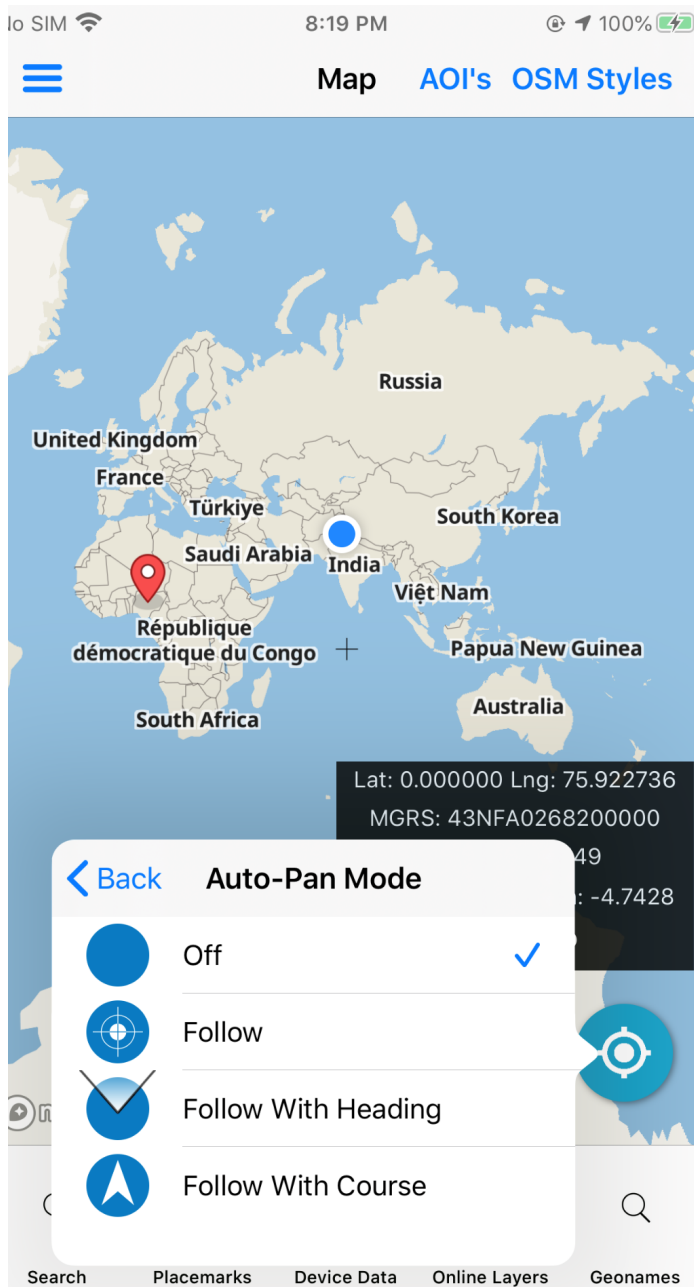 No SIM 8:19 PM 100%
Map AOI's OSM Styles
Russia
United Kingdom
France
Türkiye
South Korea
Saudi Arabia
India
Việt Nam
République
démocratique du Congo
Papua New Guinea
Australia
South Africa
Lat: 0.000000 Lng: 75.922736
MGRS: 43NFA0268200000
49
: -4.7428
Back Auto-Pan Mode
Off
Follow
Follow With Heading
Follow With Course
Search Placemarks Device Data Online Layers Geonames